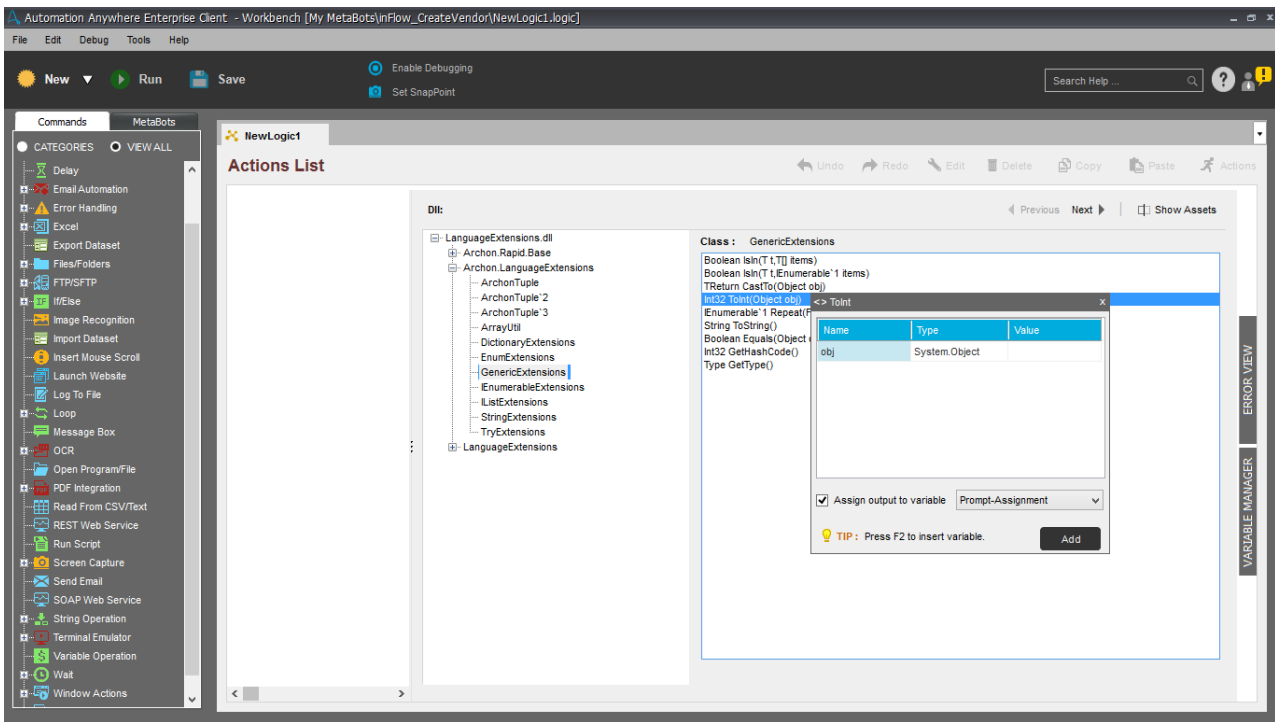 Automation Anywhere Enterprise Client - Workbench [My MetaBots\inFlow_CreateVendor\NewLogic1.logic]
File Edit Debug Tools Help
New Run Save
Enable Debugging
Set SnapPoint
Search Help ...
Commands MetaBots
CATEGORIES VIEW ALL
Delay
Email Automation
Error Handling
Excel
Export Dataset
Files/Folders
FTP/SFTP
If/Else
Image Recognition
Import Dataset
Insert Mouse Scroll
Launch Website
Log To File
Loop
Message Box
OCR
Open Program/File
PDF Integration
Read From CSV/Text
REST Web Service
Run Script
Screen Capture
Send Email
SOAP Web Service
String Operation
Terminal Emulator
Variable Operation
Wait
Window Actions
NewLogic1
Actions List
Undo Redo Edit Delete Copy Paste Actions
Dll:
Previous Next Show Assets
LanguageExtensions.dll
Archon.Rapid.Base
Archon.LanguageExtensions
ArchonTuple
ArchonTuple`2
ArchonTuple`3
ArrayUtil
DictionaryExtensions
EnumExtensions
GenericExtensions
IEnumerableExtensions
IListExtensions
StringExtensions
TryExtensions
LanguageExtensions
Class : GenericExtensions
Boolean IsIn(T t,T[] items)
Boolean IsIn(T t,IEnumerable`1 items)
TReturn CastTo(Object obj)
Int32 ToInt(Object obj)
IEnumerable`1 Repeat(F
String ToString()
Boolean Equals(Object
Int32 GetHashCode()
Type GetType()
<> ToInt x
Name Type Value
obj System.Object
Assign output to variable Prompt-Assignment
TIP : Press F2 to insert variable.
Add
ERROR VIEW
VARIABLE MANAGER